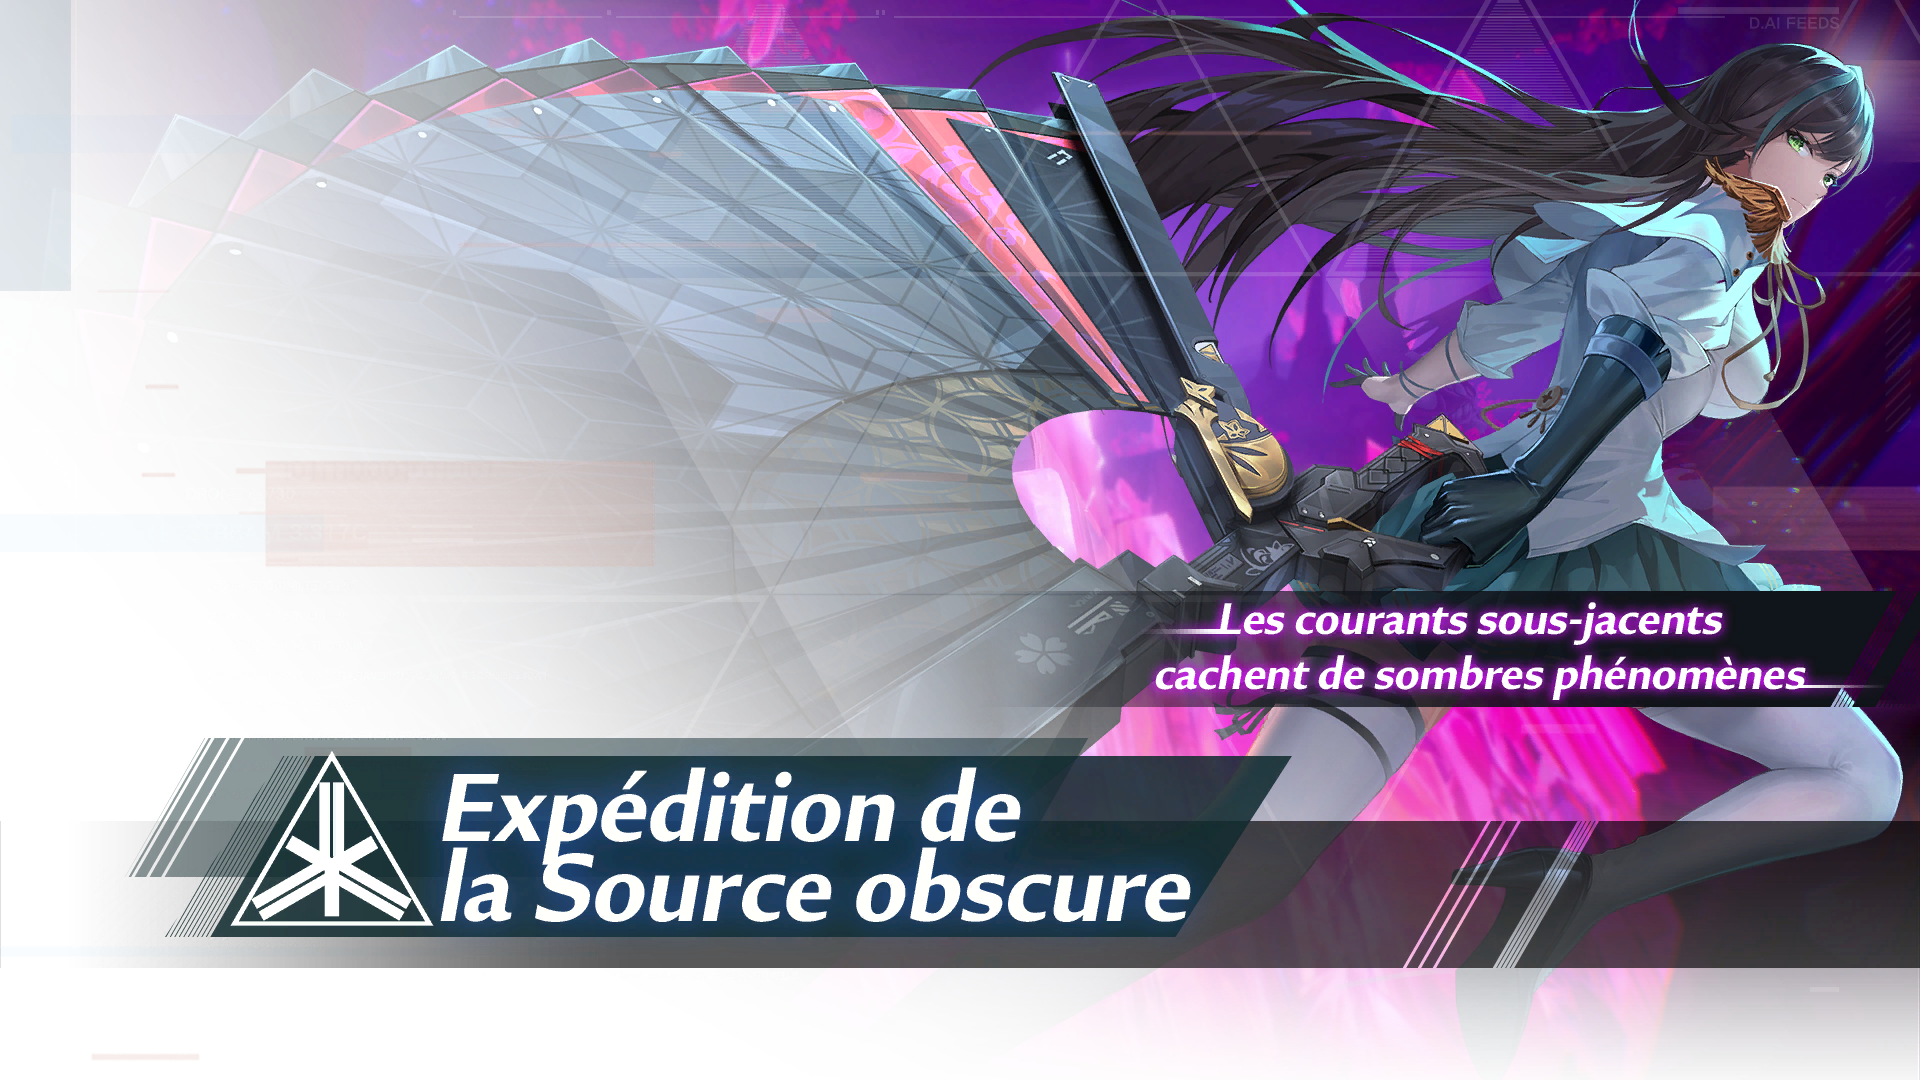 D.AI FEEDS
Les courants sous-jacents
cachent de sombres phénomènes
Expédition de
la Source obscure